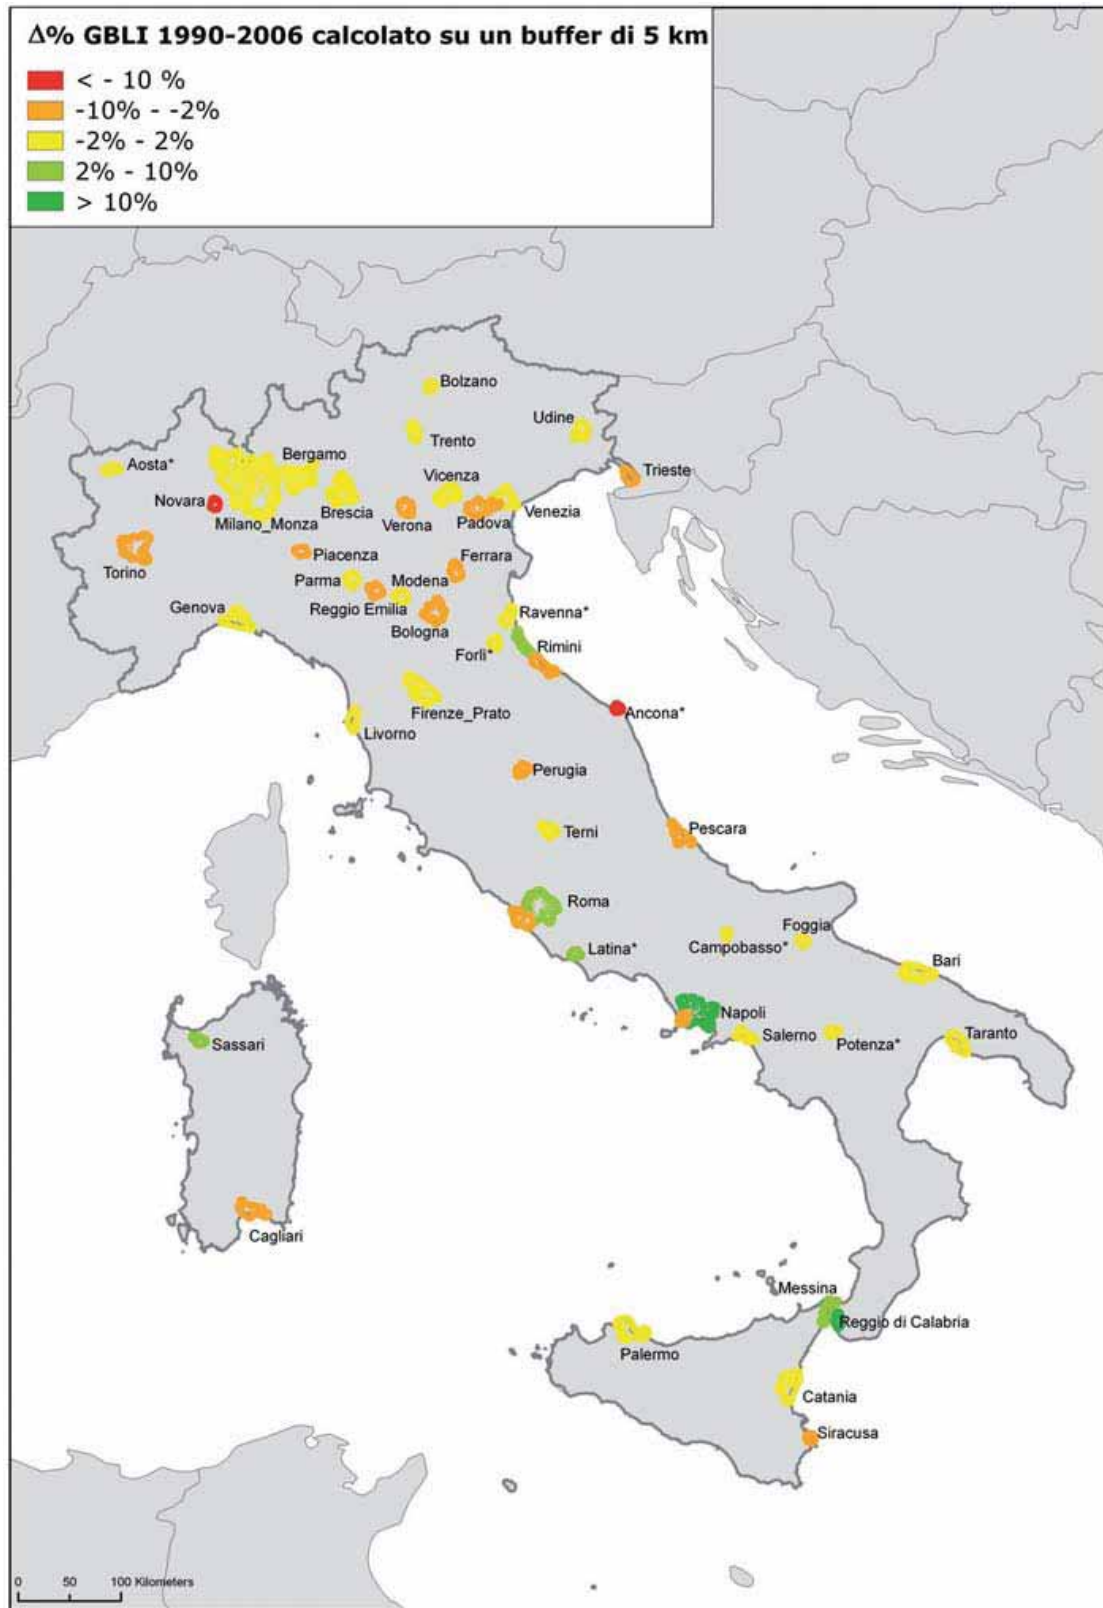 Δ% GBLI 1990-2006 calcolato su un buffer di 5 km
< - 10 %
-10% - -2%
-2% - 2%
2% - 10%
> 10%
Bolzano
Udine
Trento
Aosta*
Bergamo
Vicenza
Trieste
Novara
Milano_Monza
Brescia
Verona
Padova
Venezia
Torino
Piacenza
Ferrara
Parma
Modena
Reggio Emilia
Genova
Bologna
Ravenna*
Forlì*
Rimini
Firenze_Prato
Ancona*
Livorno
Perugia
Terni
Pescara
Roma
Latina*
Campobasso*
Foggia
Bari
Napoli
Salerno
Potenza*
Taranto
Sassari
Cagliari
Messina
Reggio di Calabria
Palermo
Catania
Siracusa
0 50 100 Kilometers